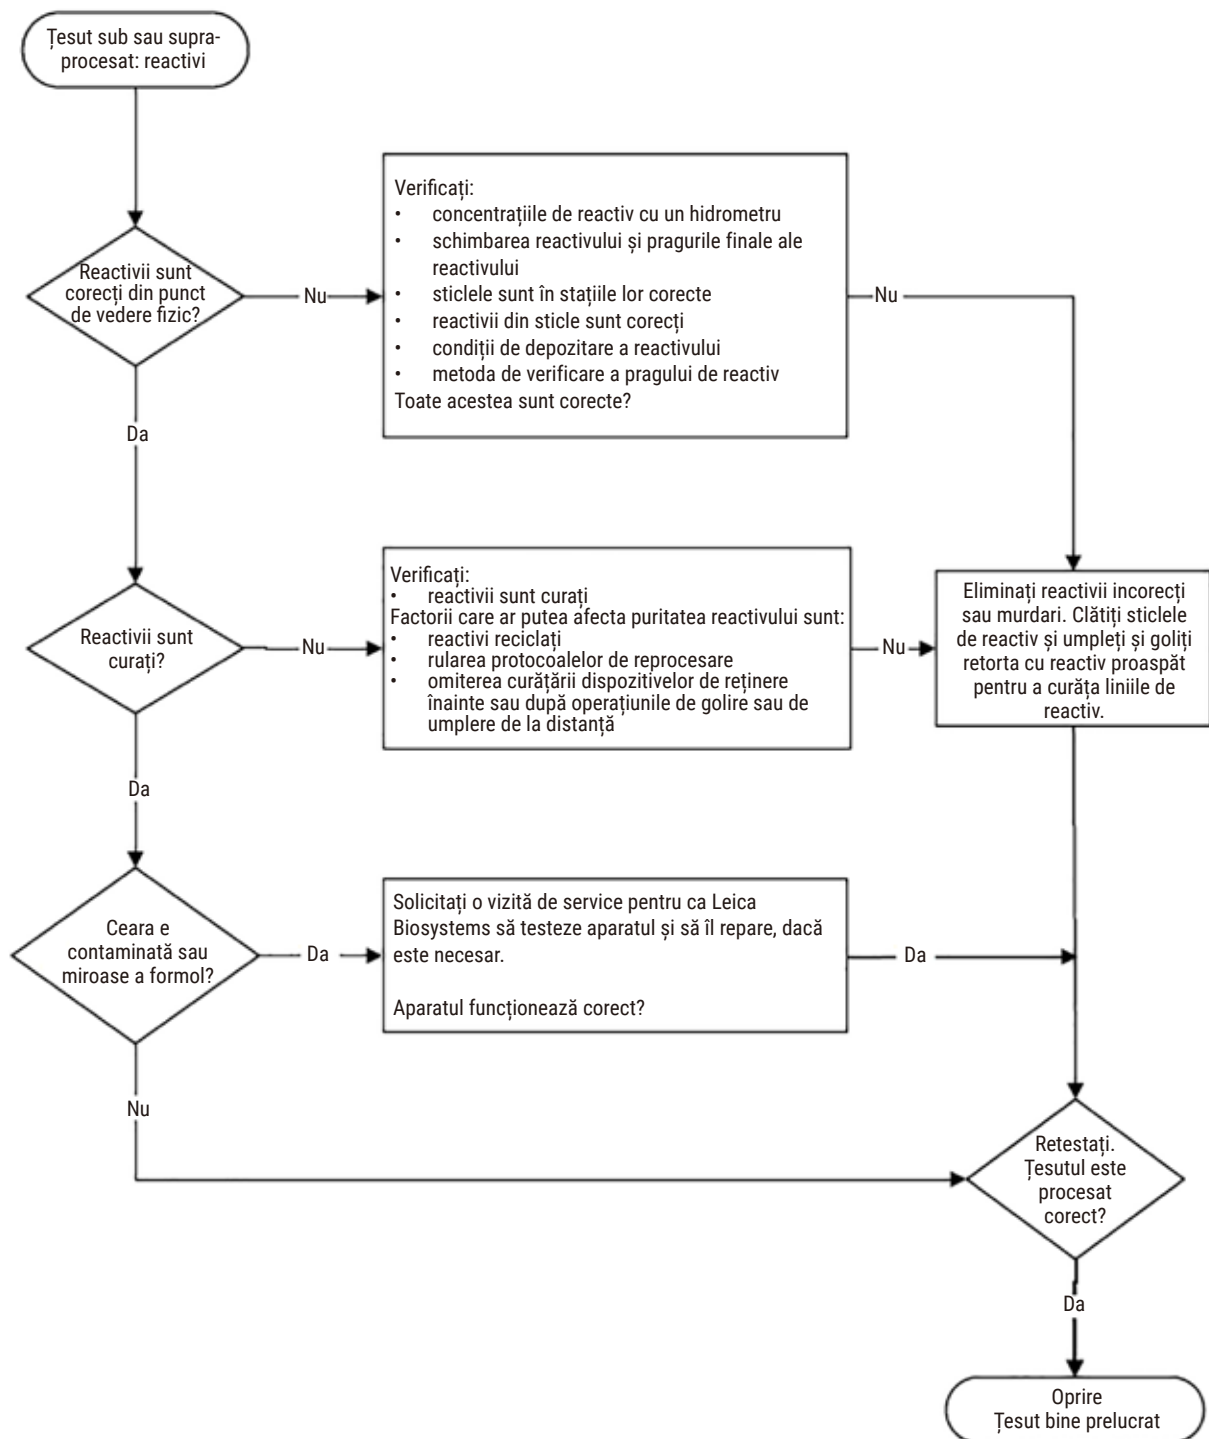 Țesut sub sau supra-
procesat: reactivi
Verificați:
• concentrațiile de reactiv cu un hidrometru
• schimbarea reactivului și pragurile finale ale
reactivului
• sticlele sunt în stațiile lor corecte
• reactivii din sticle sunt corecți
• condiții de depozitare a reactivului
• metoda de verificare a pragului de reactiv
Toate acestea sunt corecte?
Reactivii sunt
corecți din punct
de vedere fizic?
Nu
Nu
Da
Verificați:
• reactivii sunt curați
Factorii care ar putea afecta puritatea reactivului sunt:
• reactivi reciclați
• rularea protocoalelor de reprocesare
• omiterea curățării dispozitivelor de reținere
înainte sau după operațiunile de golire sau de
umplere de la distanță
Reactivii sunt
curați?
Nu
Nu
Eliminați reactivii incorecți
sau murdari. Clătiți sticlele
de reactiv și umpleți și goliți
retorta cu reactiv proaspăt
pentru a curăța liniile de
reactiv.
Da
Ceara e
contaminată sau
miroase a formol?
Da
Solicitați o vizită de service pentru ca Leica
Biosystems să testeze aparatul și să îl repare, dacă
este necesar.
Aparatul funcționează corect?
Da
Nu
Retestați.
Țesutul este
procesat
corect?
Da
Oprire
Țesut bine prelucrat